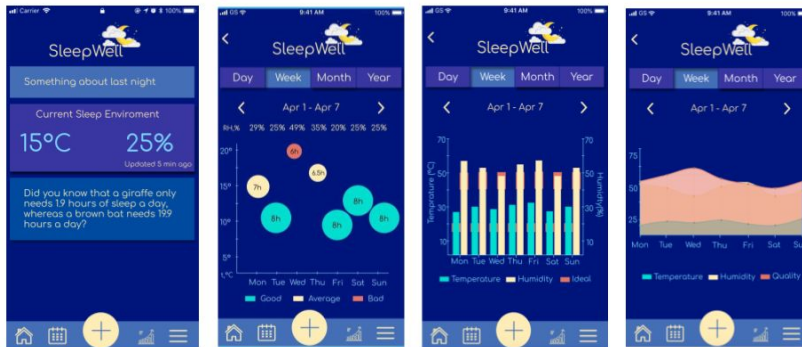 Carrier 100%
SleepWell
Something about last night
Current Sleep Enviroment
15°C 25%
Updated 5 min ago
Did you know that a giraffe only
needs 1.9 hours of sleep a day,
whereas a brown bat needs 19.9
hours a day?
GS 9:41 AM 100%
SleepWell
Day Week Month Year
Apr 1 - Apr 7
RH,% 29% 25% 49% 35% 20% 25% 25%
20°
6h
6.5h
15°
7h
8h
8h
10°
8h
8h
5°
t,°C
Mon Tue Wed Thu Fri Sat Sun
Good Average Bad
GS 9:41 AM 100%
SleepWell
Day Week Month Year
Apr 1 - Apr 7
70 70
50 50
30 30
10 10
Temprature (°C)
Humidity(%)
Mon Tue Wed Thu Fri Sat Sun
Temperature Humidity Ideal
GS 9:41 AM 100%
SleepWell
Day Week Month Year
Apr 1 - Apr 7
75
50
25
Mon Tue Wed Thu Fri Sat Su
Temperature Humidity Quality